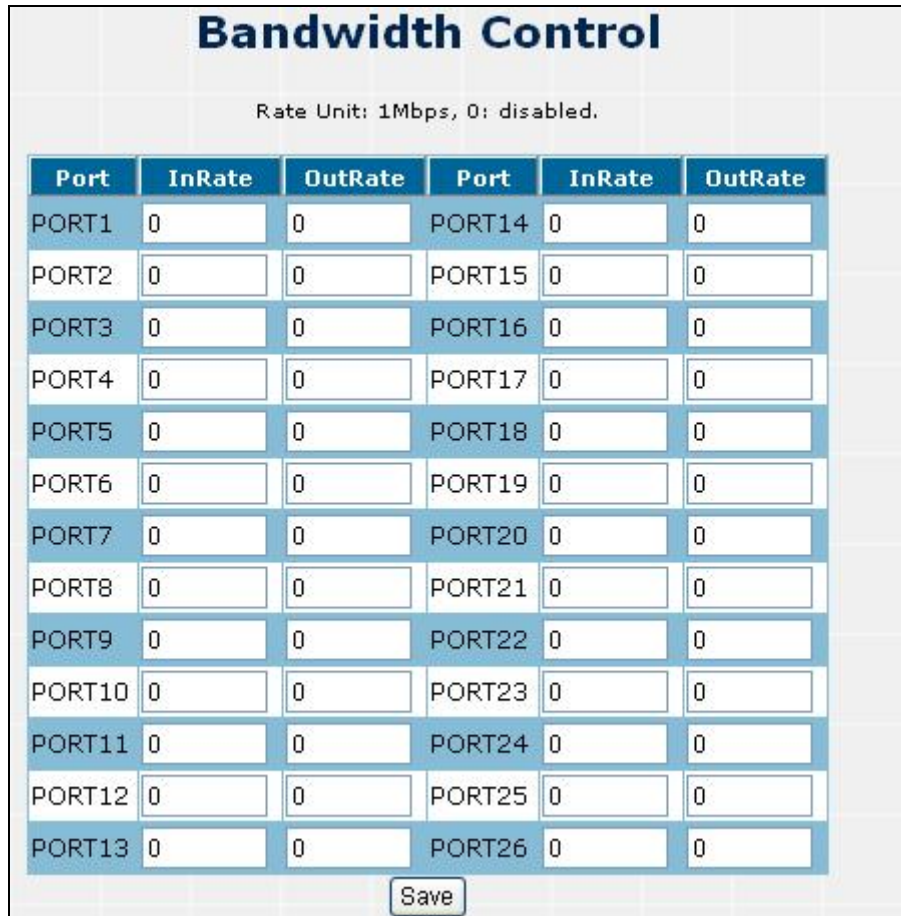 Bandwidth Control
Rate Unit: 1Mbps, 0: disabled.
Port InRate OutRate Port InRate OutRate
PORT1 0 0 PORT14 0 0
PORT2 0 0 PORT15 0 0
PORT3 0 0 PORT16 0 0
PORT4 0 0 PORT17 0 0
PORT5 0 0 PORT18 0 0
PORT6 0 0 PORT19 0 0
PORT7 0 0 PORT20 0 0
PORT8 0 0 PORT21 0 0
PORT9 0 0 PORT22 0 0
PORT10 0 0 PORT23 0 0
PORT11 0 0 PORT24 0 0
PORT12 0 0 PORT25 0 0
PORT13 0 0 PORT26 0 0
Save